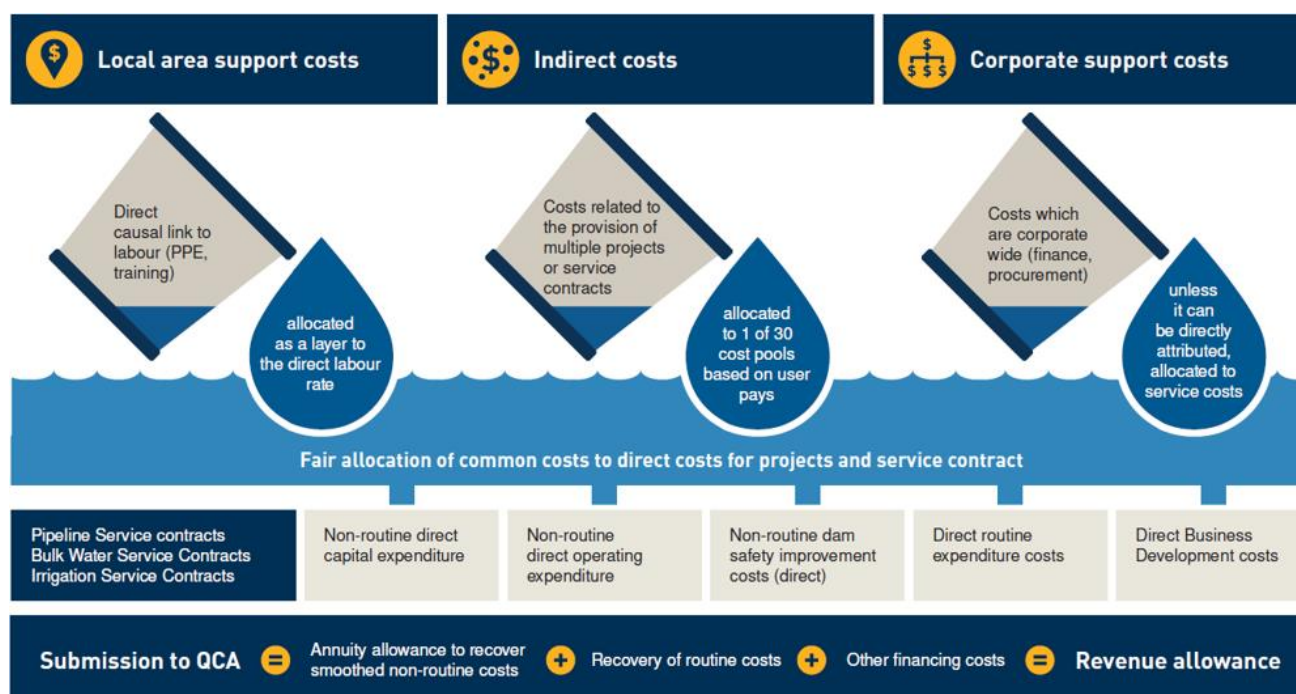 Local area support costs
Indirect costs
Corporate support costs
Direct
causal link to
labour (PPE,
training)
allocated
as a layer to
the direct labour
rate
Costs related to
the provision of
multiple projects
or service
contracts
allocated
to 1 of 30
cost pools
based on user
pays
Costs which
are corporate
wide (finance,
procurement)
unless
it can
be directly
attributed,
allocated to
service costs
Fair allocation of common costs to direct costs for projects and service contract
Pipeline Service contracts
Bulk Water Service Contracts
Irrigation Service Contracts
Non-routine direct
capital expenditure
Non-routine
direct operating
expenditure
Non-routine dam
safety improvement
costs (direct)
Direct routine
expenditure costs
Direct Business
Development costs
Submission to QCA = Annuity allowance to recover
smoothed non-routine costs + Recovery of routine costs + Other financing costs = Revenue allowance